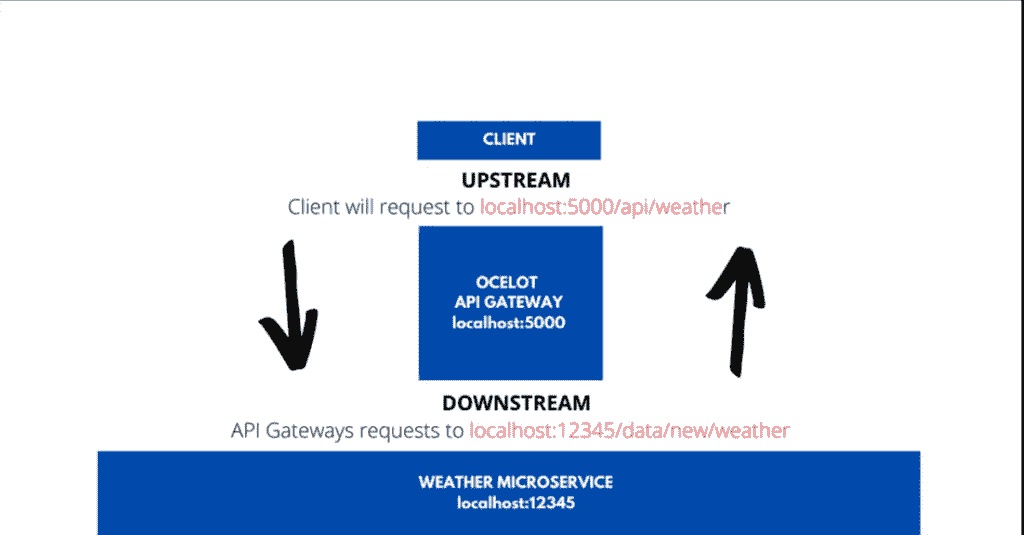 CLIENT
UPSTREAM
Client will request to localhost:5000/api/weather
OCELOT
API GATEWAY
localhost:5000
DOWNSTREAM
API Gateways requests to localhost:12345/data/new/weather
WEATHER MICROSERVICE
localhost:12345